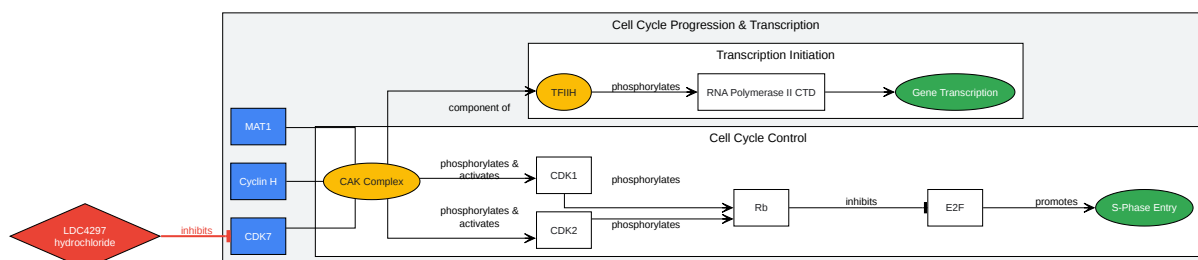 Cell Cycle Progression & Transcription
Transcription Initiation
TFIIH
phosphorylates
RNA Polymerase II CTD
Gene Transcription
component of
MAT1
Cell Cycle Control
Cyclin H
CAK Complex
phosphorylates &
activates
CDK1
phosphorylates
Rb
inhibits
E2F
promotes
S-Phase Entry
phosphorylates &
activates
CDK2
phosphorylates
LDC4297
hydrochloride
inhibits
CDK7